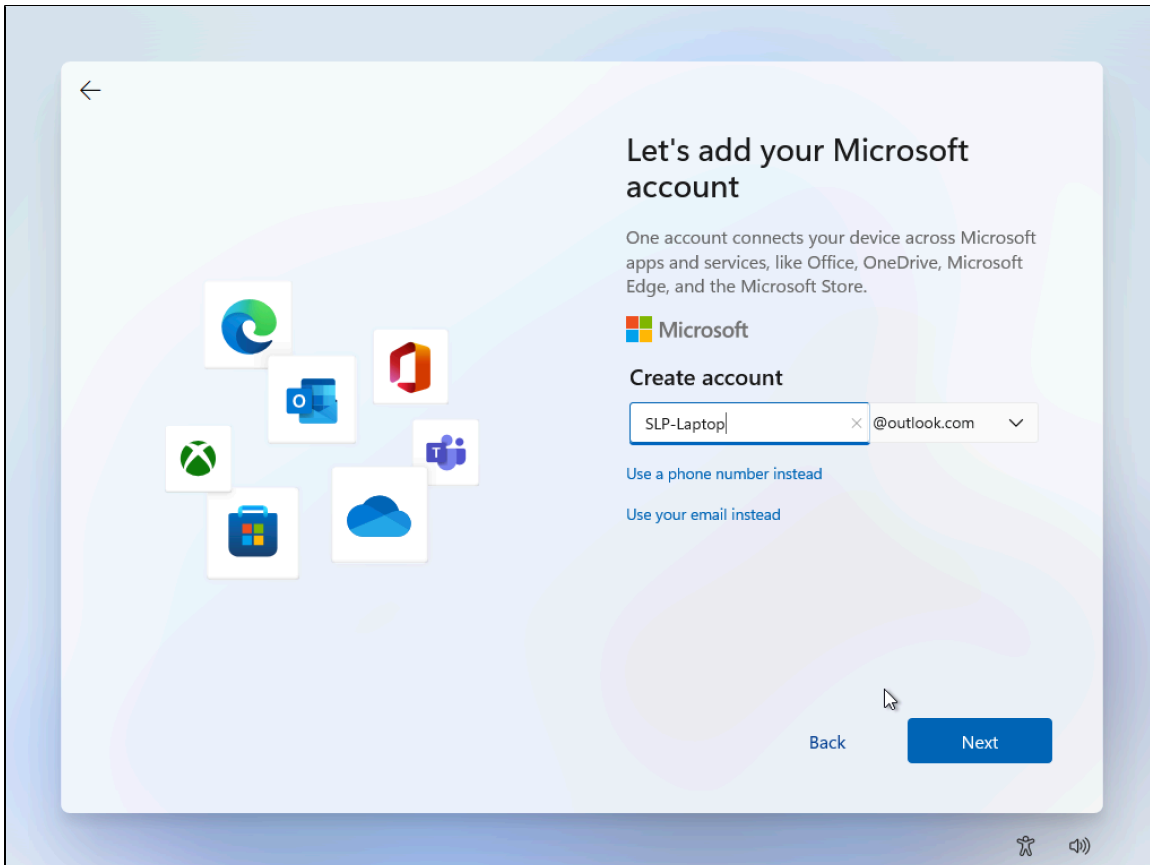 Let's add your Microsoft
account
One account connects your device across Microsoft
apps and services, like Office, OneDrive, Microsoft
Edge, and the Microsoft Store.
Microsoft
Create account
SLP-Laptop @outlook.com
Use a phone number instead
Use your email instead
Back Next